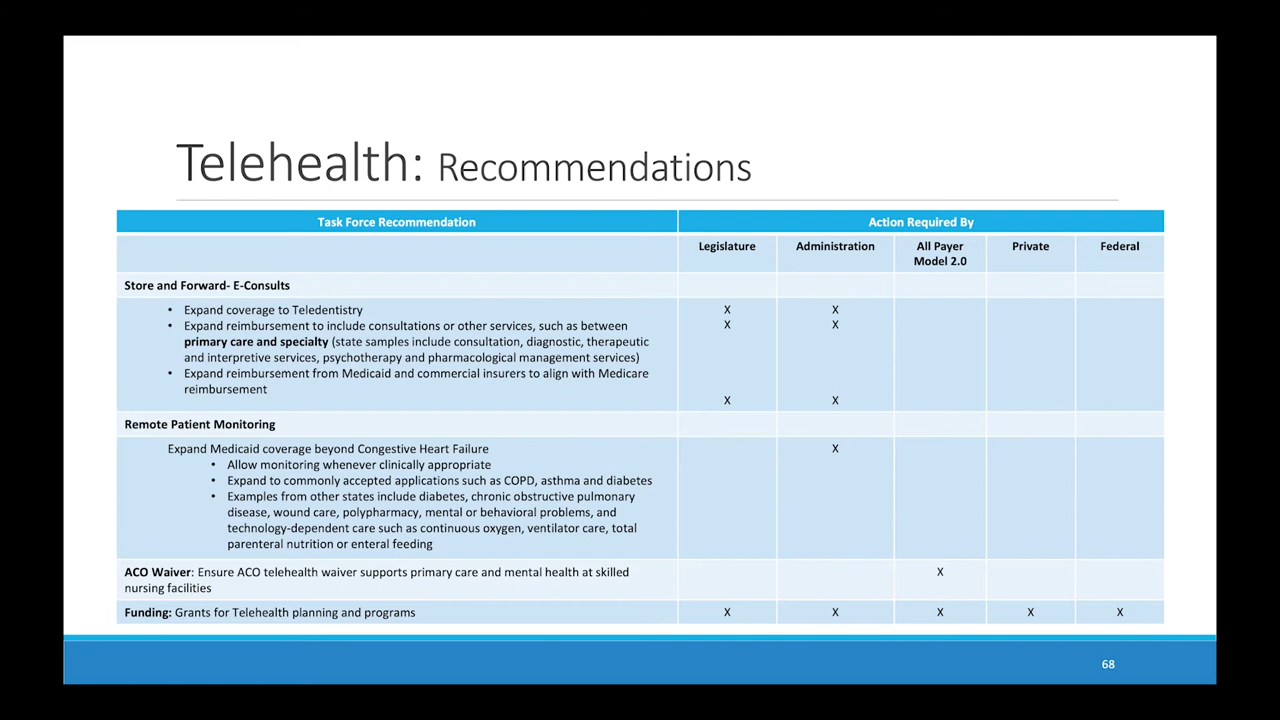 Telehealth: Recommendations
Task Force Recommendation Action Required By
Legislature Administration All Payer Model 2.0 Private Federal
Store and Forward- E-Consults
• Expand coverage to Teledentistry X X
• Expand reimbursement to include consultations or other services, such as between X X
primary care and specialty (state samples include consultation, diagnostic, therapeutic
and interpretive services, psychotherapy and pharmacological management services)
• Expand reimbursement from Medicaid and commercial insurers to align with Medicare
reimbursement
X X
Remote Patient Monitoring
Expand Medicaid coverage beyond Congestive Heart Failure X
• Allow monitoring whenever clinically appropriate
• Expand to commonly accepted applications such as COPD, asthma and diabetes
• Examples from other states include diabetes, chronic obstructive pulmonary
disease, wound care, polypharmacy, mental or behavioral problems, and
technology-dependent care such as continuous oxygen, ventilator care, total
parenteral nutrition or enteral feeding
ACO Waiver: Ensure ACO telehealth waiver supports primary care and mental health at skilled X
nursing facilities
Funding: Grants for Telehealth planning and programs X X X X X
68